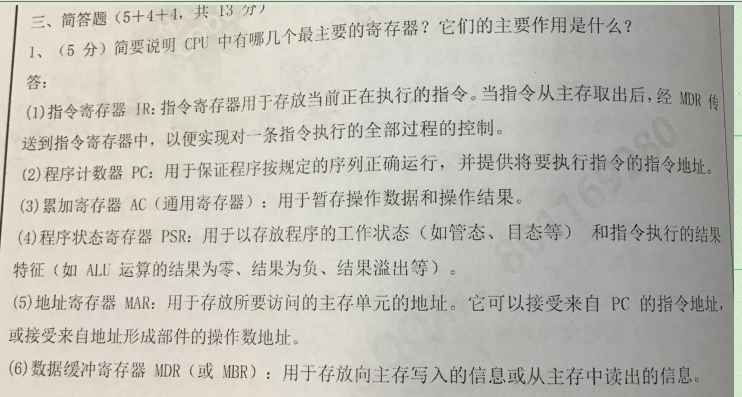 三、简答题（5+4+4，共 13 分）
1、（5 分）简要说明 CPU 中有哪几个最主要的寄存器？它们的主要作用是什么？
答：
(1)指令寄存器 IR：指令寄存器用于存放当前正在执行的指令。当指令从主存取出后，经 MDR 传
送到指令寄存器中，以便实现对一条指令执行的全部过程的控制。
(2)程序计数器 PC：用于保证程序按规定的序列正确运行，并提供将要执行指令的指令地址。
(3)累加寄存器 AC（通用寄存器）：用于暂存操作数据和操作结果。
(4)程序状态寄存器 PSR：用于以存放程序的工作状态（如管态、目态等） 和指令执行的结果
特征（如 ALU 运算的结果为零、结果为负、结果溢出等）。
(5)地址寄存器 MAR：用于存放所要访问的主存单元的地址。它可以接受来自 PC 的指令地址，
或接受来自地址形成部件的操作数地址。
(6)数据缓冲寄存器 MDR（或 MBR）：用于存放向主存写入的信息或从主存中读出的信息。